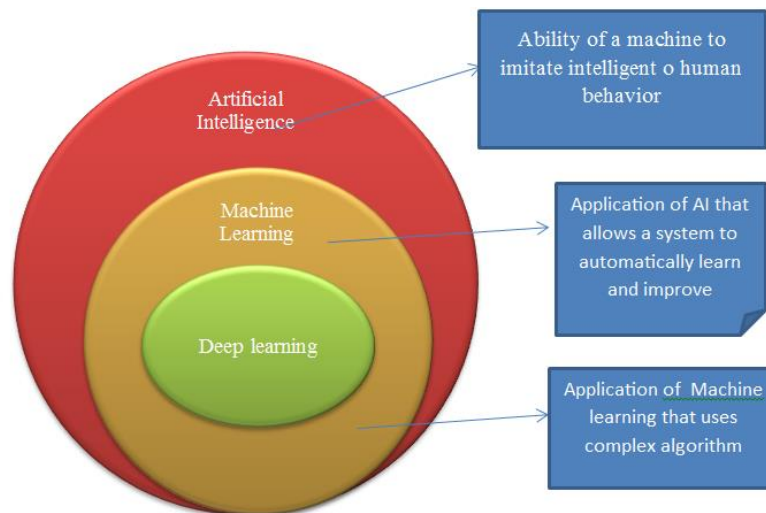 Artificial
Intelligence
Ability of a machine to
imitate intelligent o human
behavior
Machine
Learning
Application of AI that
allows a system to
automatically learn
and improve
Deep learning
Application of Machine
learning that uses
complex algorithm